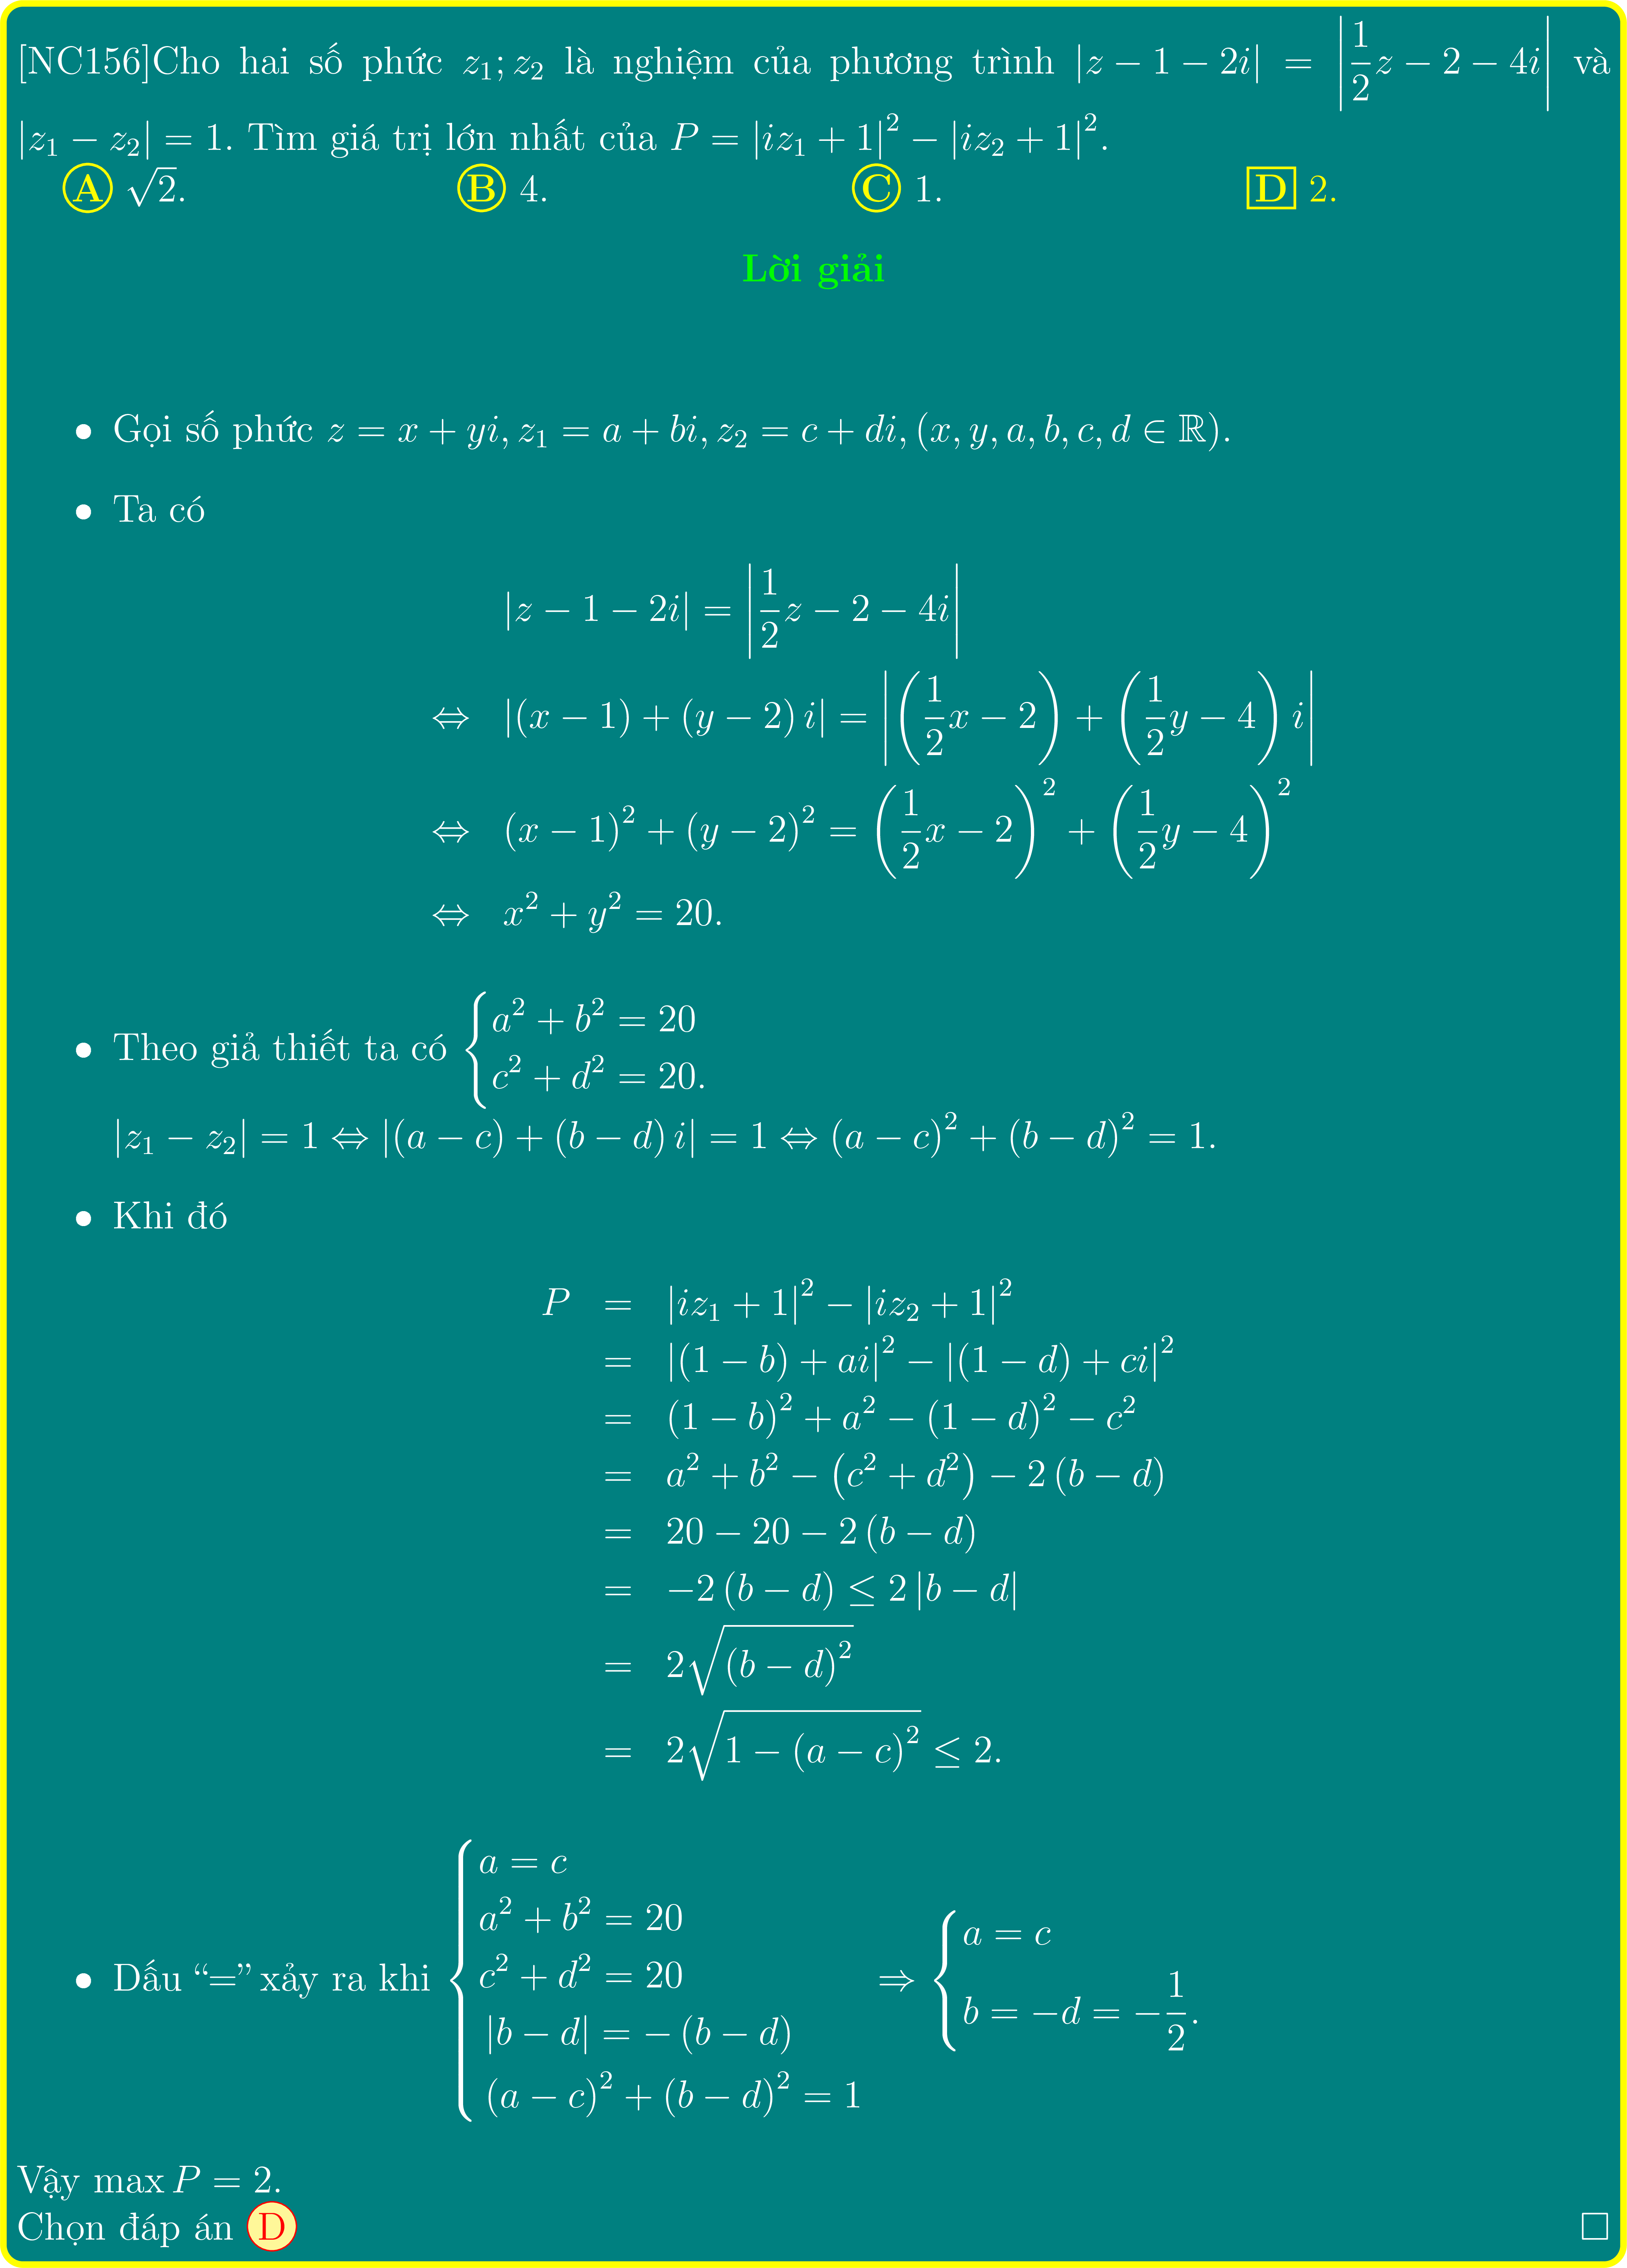 [NC156]Cho hai số phức $z_1; z_2$ là nghiệm của phương trình $|z - 1 - 2i| = \left|\frac{1}{2}z - 2 - 4i\right|$ và
$|z_1 - z_2| = 1$. Tìm giá trị lớn nhất của $P = |iz_1 + 1|^2 - |iz_2 + 1|^2$.
A $\sqrt{2}$. B 4. C 1. D 2.
Lời giải
• Gọi số phức $z = x + yi, z_1 = a + bi, z_2 = c + di, (x, y, a, b, c, d \in \mathbb{R})$.
• Ta có
$|z - 1 - 2i| = \left|\frac{1}{2}z - 2 - 4i\right|$
$\Leftrightarrow |(x - 1) + (y - 2)i| = \left|\left(\frac{1}{2}x - 2\right) + \left(\frac{1}{2}y - 4\right)i\right|$
$\Leftrightarrow (x - 1)^2 + (y - 2)^2 = \left(\frac{1}{2}x - 2\right)^2 + \left(\frac{1}{2}y - 4\right)^2$
$\Leftrightarrow x^2 + y^2 = 20.$
• Theo giả thiết ta có $\begin{cases} a^2 + b^2 = 20 \\ c^2 + d^2 = 20. \end{cases}$
$|z_1 - z_2| = 1 \Leftrightarrow |(a - c) + (b - d)i| = 1 \Leftrightarrow (a - c)^2 + (b - d)^2 = 1.$
• Khi đó
$P = |iz_1 + 1|^2 - |iz_2 + 1|^2$
$= |(1 - b) + ai|^2 - |(1 - d) + ci|^2$
$= (1 - b)^2 + a^2 - (1 - d)^2 - c^2$
$= a^2 + b^2 - (c^2 + d^2) - 2(b - d)$
$= 20 - 20 - 2(b - d)$
$= -2(b - d) \leq 2|b - d|$
$= 2\sqrt{(b - d)^2}$
$= 2\sqrt{1 - (a - c)^2} \leq 2.$
• Dấu “=” xảy ra khi $\begin{cases} a = c \\ a^2 + b^2 = 20 \\ c^2 + d^2 = 20 \\ |b - d| = -(b - d) \\ (a - c)^2 + (b - d)^2 = 1 \end{cases} \Rightarrow \begin{cases} a = c \\ b = -d = -\frac{1}{2}. \end{cases}$
Vậy $\max P = 2$.
Chọn đáp án D □